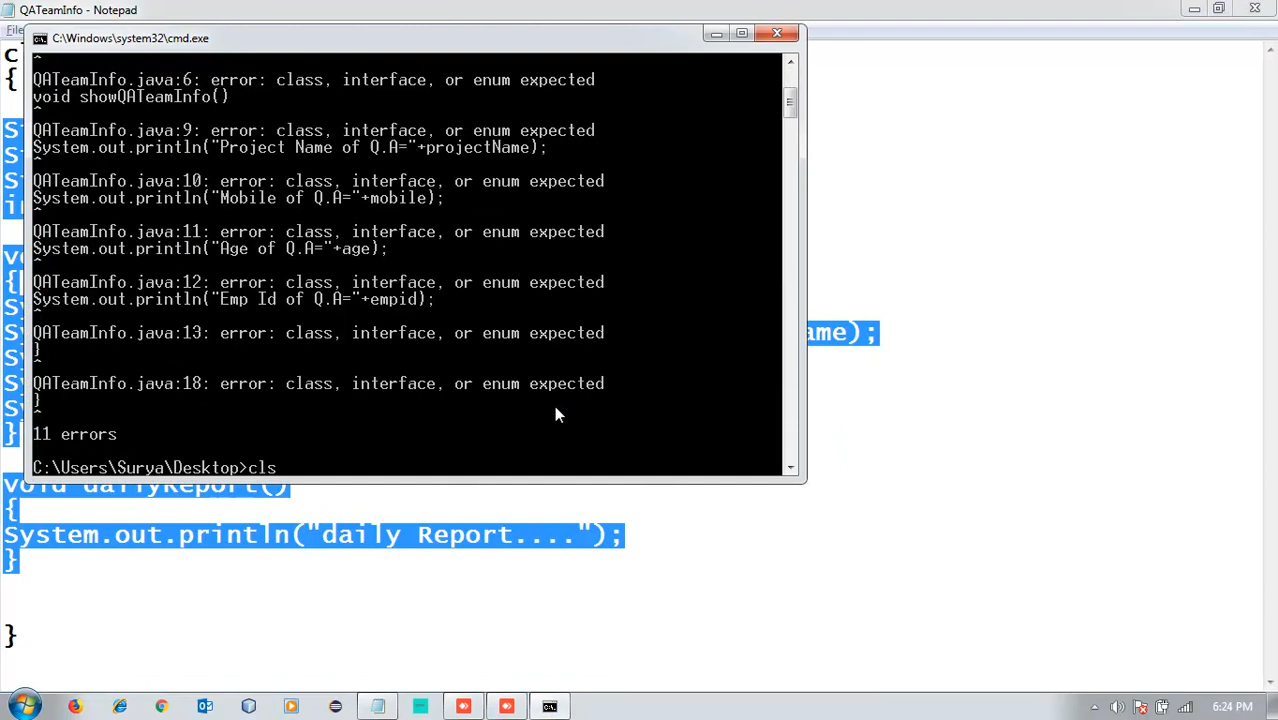 QATeamInfo - Notepad
File
C:\Windows\system32\cmd.exe
^
QATeamInfo.java:6: error: class, interface, or enum expected
void showQATeamInfo()
^
QATeamInfo.java:9: error: class, interface, or enum expected
System.out.println("Project Name of Q.A="+projectName);
^
QATeamInfo.java:10: error: class, interface, or enum expected
System.out.println("Mobile of Q.A="+mobile);
^
QATeamInfo.java:11: error: class, interface, or enum expected
System.out.println("Age of Q.A="+age);
^
QATeamInfo.java:12: error: class, interface, or enum expected
System.out.println("Emp Id of Q.A="+empid);
^
QATeamInfo.java:13: error: class, interface, or enum expected
}
^
QATeamInfo.java:18: error: class, interface, or enum expected
}
^
11 errors
C:\Users\Surya\Desktop>cls
{
{
ame);
}
void dailyReport()
{
System.out.println("daily Report....");
}
}
6:24 PM